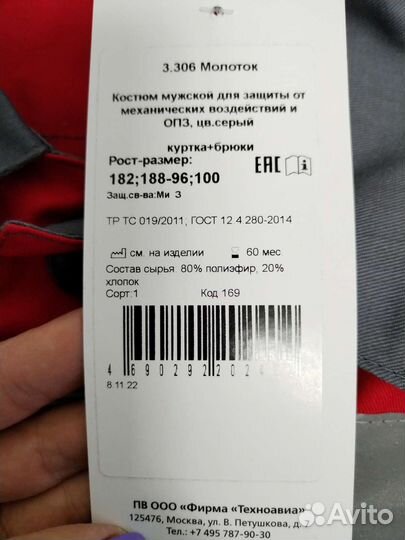 3.306 Молоток
Костюм мужской для защиты от
механических воздействий и
ОПЗ, цв.серый
куртка+брюки
Рост-размер:
182;188-96;100
Защ.св-ва:Ми З
ЕАС
ТР ТС 019/2011, ГОСТ 12 4 280-2014
см. на изделии 60 мес
Состав сырья 80% полиэфир, 20%
хлопок
Сорт:1 Код 169
4 690292 202
8 11 22
ПВ ООО «Фирма «Техноавиа»
125476, Москва, ул В. Петушкова, д.
Тел.: +7 495 787-90-30
Avito